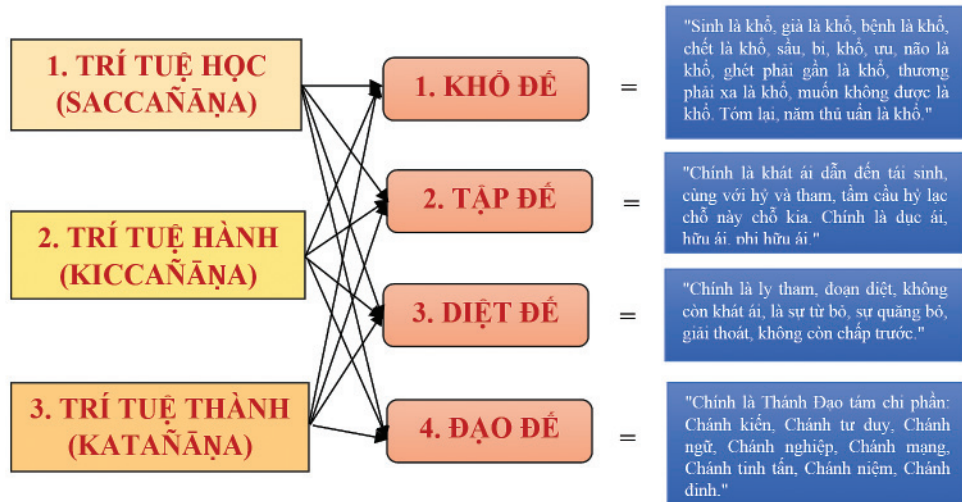 1. TRÍ TUỆ HỌC
(SACCAÑĀṆA)
1. KHỔ ĐẾ
=
"Sinh là khổ, già là khổ, bệnh là khổ,
chết là khổ, sầu, bi, khổ, ưu, não là
khổ, ghét phải gần là khổ, thương
phải xa là khổ, muốn không được là
khổ. Tóm lại, năm thủ uẩn là khổ."
2. TRÍ TUỆ HÀNH
(KICCAÑĀṆA)
2. TẬP ĐẾ
=
"Chính là khát ái dẫn đến tái sinh,
cùng với hỷ và tham, tầm cầu hỷ lạc
chỗ này chỗ kia. Chính là dục ái,
hữu ái, phi hữu ái."
3. DIỆT ĐẾ
=
"Chính là ly tham, đoạn diệt, không
còn khát ái, là sự từ bỏ, sự quăng bỏ,
giải thoát, không còn chấp trước."
3. TRÍ TUỆ THÀNH
(KATAÑĀṆA)
4. ĐẠO ĐẾ
=
"Chính là Thánh Đạo tám chi phần:
Chánh kiến, Chánh tư duy, Chánh
ngữ, Chánh nghiệp, Chánh mạng,
Chánh tinh tấn, Chánh niệm, Chánh
định."